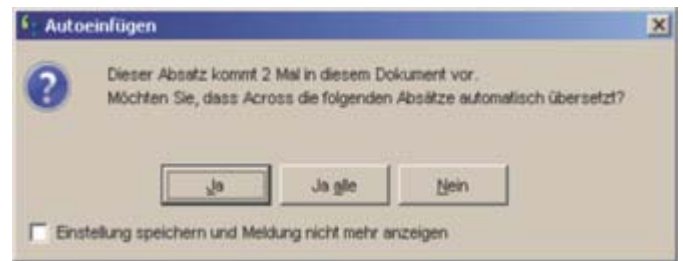 Autoeinfügen
Dieser Absatz kommt 2 Mal in diesem Dokument vor.
Möchten Sie, dass Across die folgenden Absätze automatisch übersetzt?
Ja Ja alle Nein
Einstellung speichern und Meldung nicht mehr anzeigen